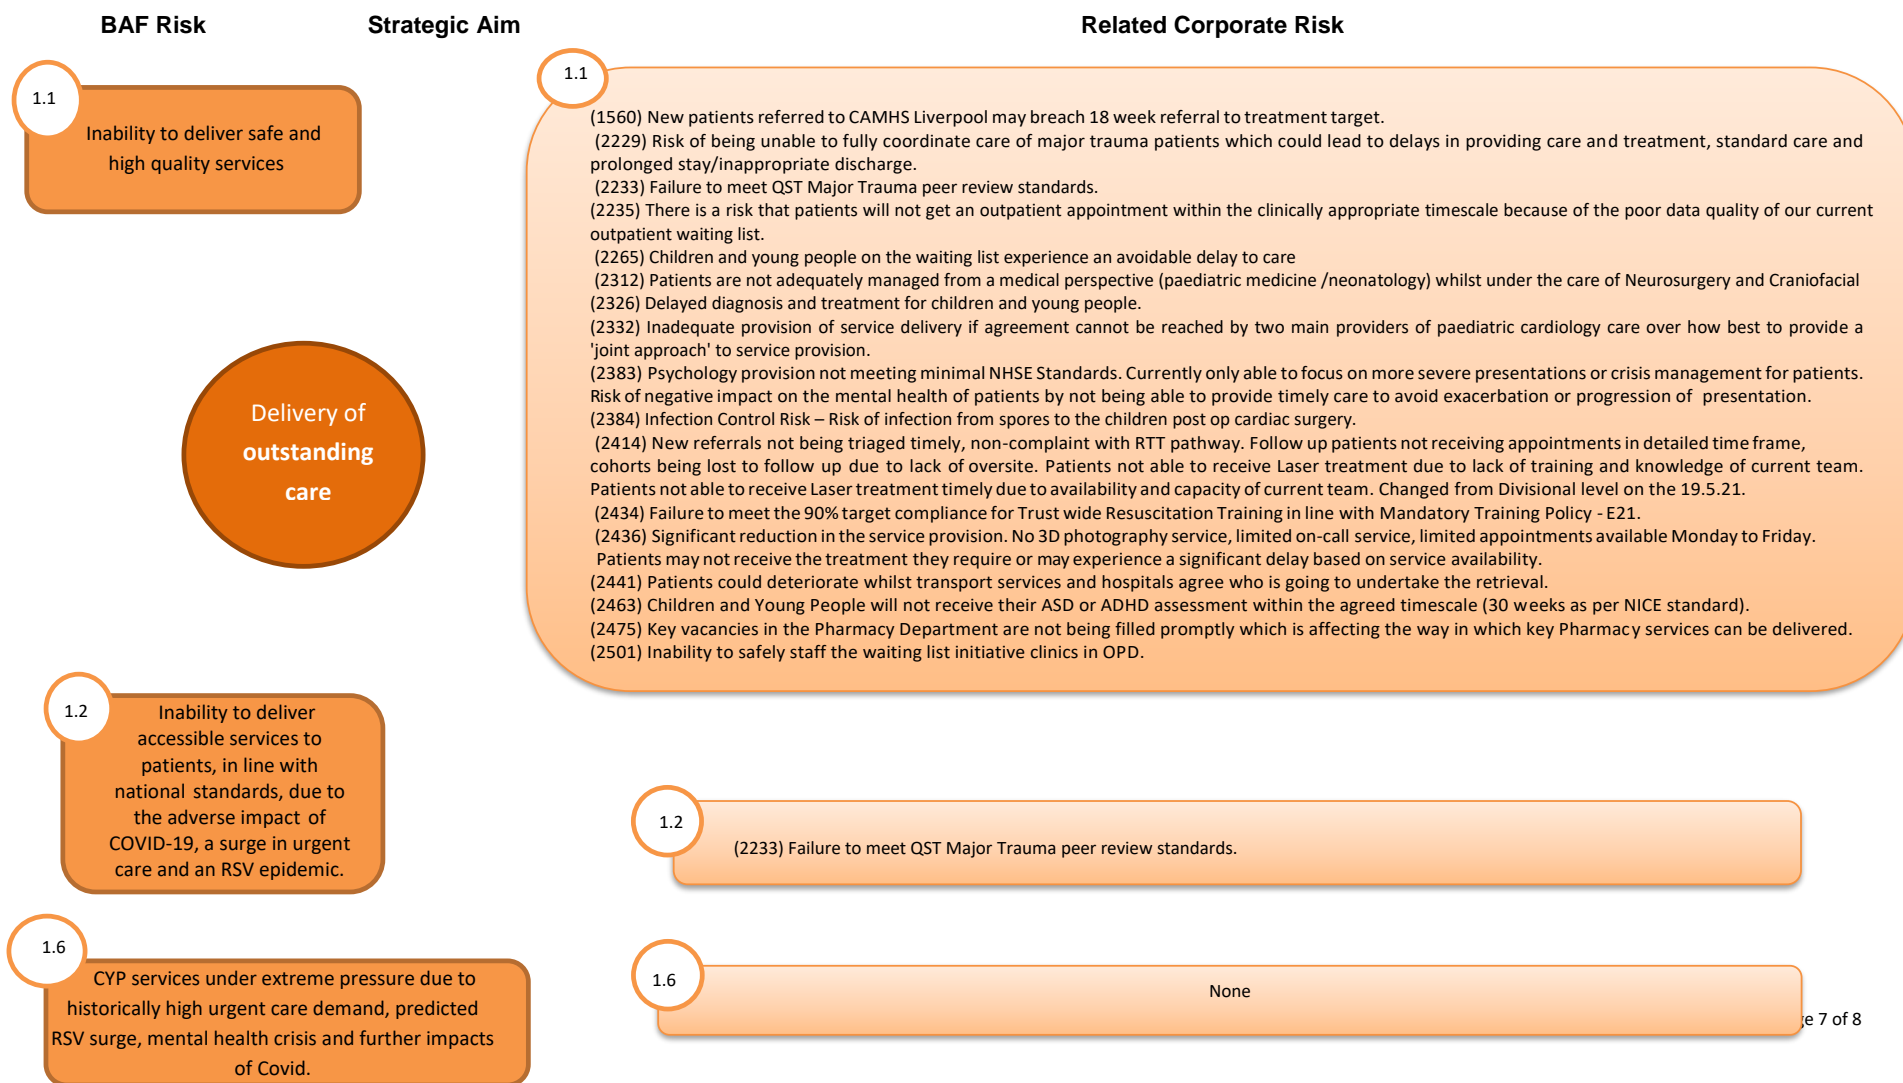 BAF Risk Strategic Aim Related Corporate Risk
1.1
Inability to deliver safe and
high quality services
1.1
(1560) New patients referred to CAMHS Liverpool may breach 18 week referral to treatment target.
(2229) Risk of being unable to fully coordinate care of major trauma patients which could lead to delays in providing care and treatment, standard care and
prolonged stay/inappropriate discharge.
(2233) Failure to meet QST Major Trauma peer review standards.
(2235) There is a risk that patients will not get an outpatient appointment within the clinically appropriate timescale because of the poor data quality of our current
outpatient waiting list.
(2265) Children and young people on the waiting list experience an avoidable delay to care
(2312) Patients are not adequately managed from a medical perspective (paediatric medicine /neonatology) whilst under the care of Neurosurgery and Craniofacial
(2326) Delayed diagnosis and treatment for children and young people.
(2332) Inadequate provision of service delivery if agreement cannot be reached by two main providers of paediatric cardiology care over how best to provide a
'joint approach' to service provision.
(2383) Psychology provision not meeting minimal NHSE Standards. Currently only able to focus on more severe presentations or crisis management for patients.
Risk of negative impact on the mental health of patients by not being able to provide timely care to avoid exacerbation or progression of presentation.
(2384) Infection Control Risk – Risk of infection from spores to the children post op cardiac surgery.
(2414) New referrals not being triaged timely, non-complaint with RTT pathway. Follow up patients not receiving appointments in detailed time frame,
cohorts being lost to follow up due to lack of oversite. Patients not able to receive Laser treatment due to lack of training and knowledge of current team.
Patients not able to receive Laser treatment timely due to availability and capacity of current team. Changed from Divisional level on the 19.5.21.
(2434) Failure to meet the 90% target compliance for Trust wide Resuscitation Training in line with Mandatory Training Policy - E21.
(2436) Significant reduction in the service provision. No 3D photography service, limited on-call service, limited appointments available Monday to Friday.
Patients may not receive the treatment they require or may experience a significant delay based on service availability.
(2441) Patients could deteriorate whilst transport services and hospitals agree who is going to undertake the retrieval.
(2463) Children and Young People will not receive their ASD or ADHD assessment within the agreed timescale (30 weeks as per NICE standard).
(2475) Key vacancies in the Pharmacy Department are not being filled promptly which is affecting the way in which key Pharmacy services can be delivered.
(2501) Inability to safely staff the waiting list initiative clinics in OPD.
Delivery of
outstanding
care
1.2
Inability to deliver
accessible services to
patients, in line with
national standards, due to
the adverse impact of
COVID-19, a surge in urgent
care and an RSV epidemic.
1.2
(2233) Failure to meet QST Major Trauma peer review standards.
1.6
CYP services under extreme pressure due to
historically high urgent care demand, predicted
RSV surge, mental health crisis and further impacts
of Covid.
1.6
None
ge 7 of 8